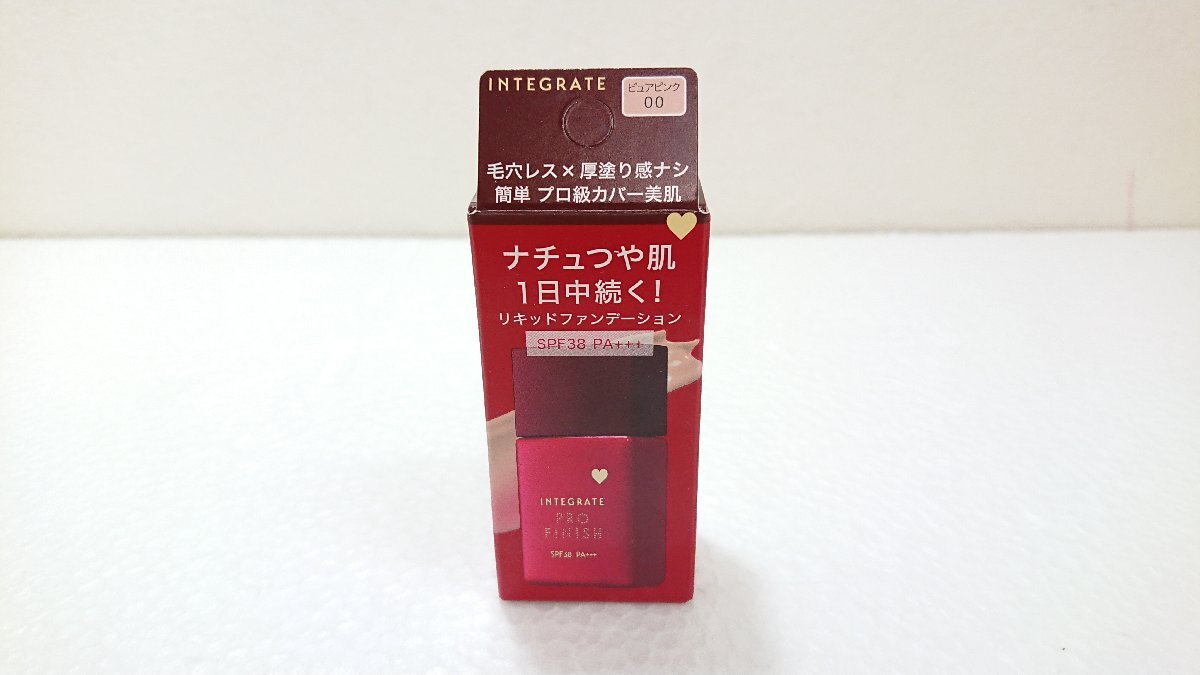 INTEGRATE
ピュアピンク
00
毛穴レス×厚塗り感ナシ
簡単 プロ級カバー美肌
ナチュつや肌
1日中続く!
リキッドファンデーション
SPF38 PA+++
INTEGRATE
PRO
FINISH
SPF38 PA+++